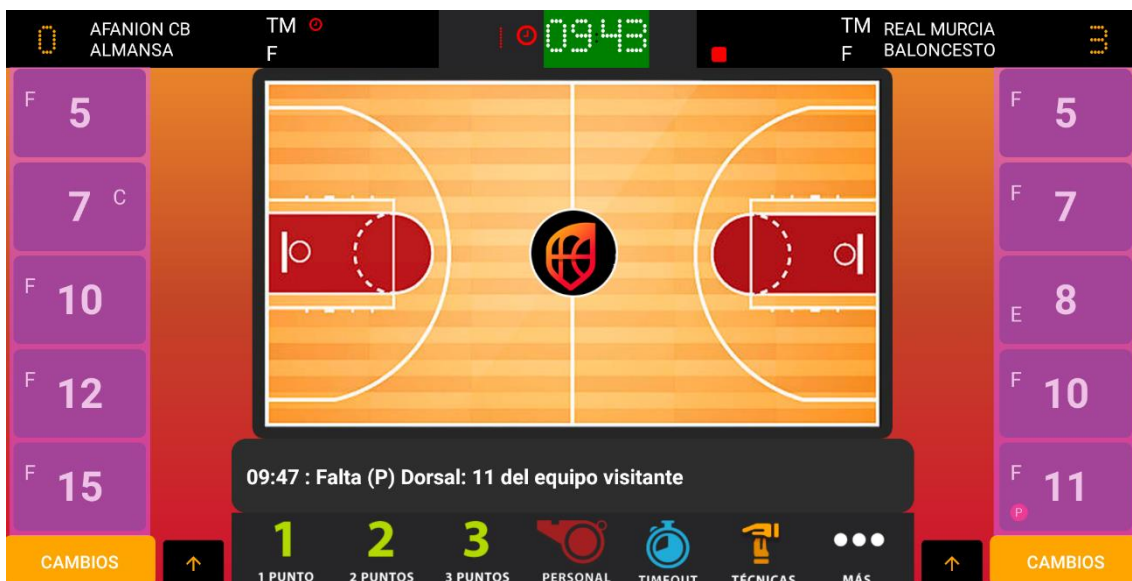 0
AFANION CB
ALMANSA
TM
F
1
09:43
TM
F
REAL MURCIA
BALONCESTO
3
F 5
7 C
F 10
F 12
F 15
F 5
F 7
E 8
F 10
F 11
P
09:47 : Falta (P) Dorsal: 11 del equipo visitante
CAMBIOS
1
1 PUNTO
2
2 PUNTOS
3
3 PUNTOS
PERSONAL
TIMEOUT
TÉCNICAS
MÁS
CAMBIOS